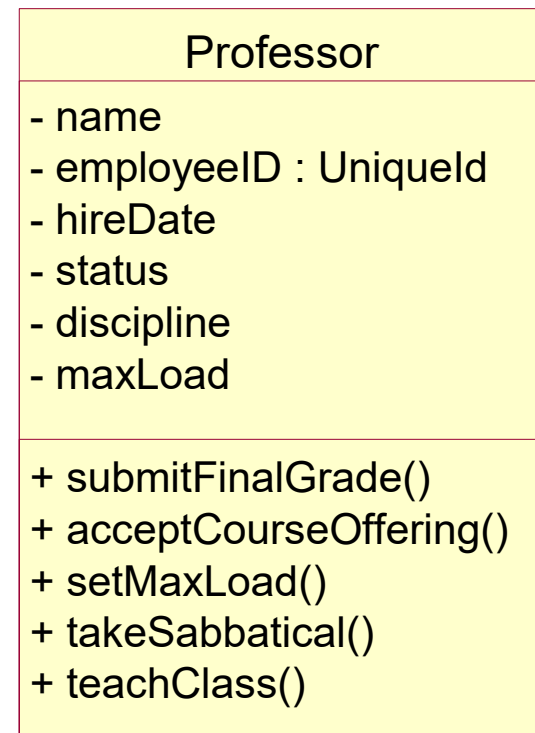 Professor
- name
- employeeID : UniqueId
- hireDate
- status
- discipline
- maxLoad
+ submitFinalGrade()
+ acceptCourseOffering()
+ setMaxLoad()
+ takeSabbatical()
+ teachClass()